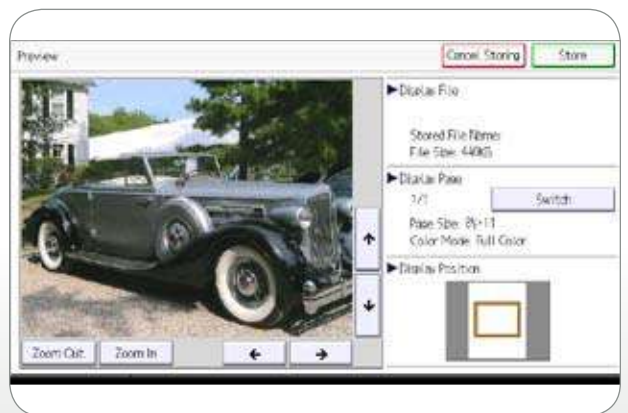 Preview
Cancel Storing
Store
►Display File
Stored File Name:
File Size: 440KB
►Display Page
1/1
Switch
Page Size: 8½×11
Color Mode: Full Color
►Display Position
Zoom Out
Zoom In